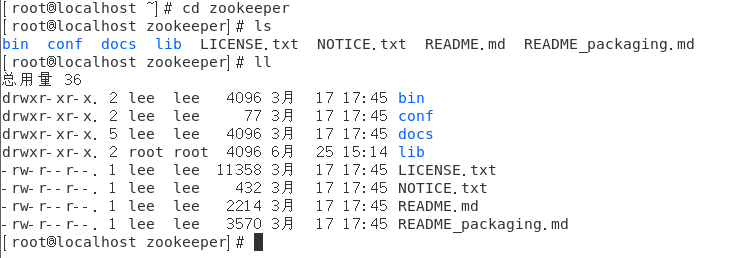 [root@localhost ~]# cd zookeeper
[root@localhost zookeeper]# ls
bin  conf  docs  lib  LICENSE.txt  NOTICE.txt  README.md  README_packaging.md
[root@localhost zookeeper]# ll
总用量 36
drwxr-xr-x. 2 lee  lee   4096 3月  17 17:45 bin
drwxr-xr-x. 2 lee  lee     77 3月  17 17:45 conf
drwxr-xr-x. 5 lee  lee   4096 3月  17 17:45 docs
drwxr-xr-x. 2 root root  4096 6月  25 15:14 lib
-rw-r--r--. 1 lee  lee  11358 3月  17 17:45 LICENSE.txt
-rw-r--r--. 1 lee  lee    432 3月  17 17:45 NOTICE.txt
-rw-r--r--. 1 lee  lee   2214 3月  17 17:45 README.md
-rw-r--r--. 1 lee  lee   3570 3月  17 17:45 README_packaging.md
[root@localhost zookeeper]#